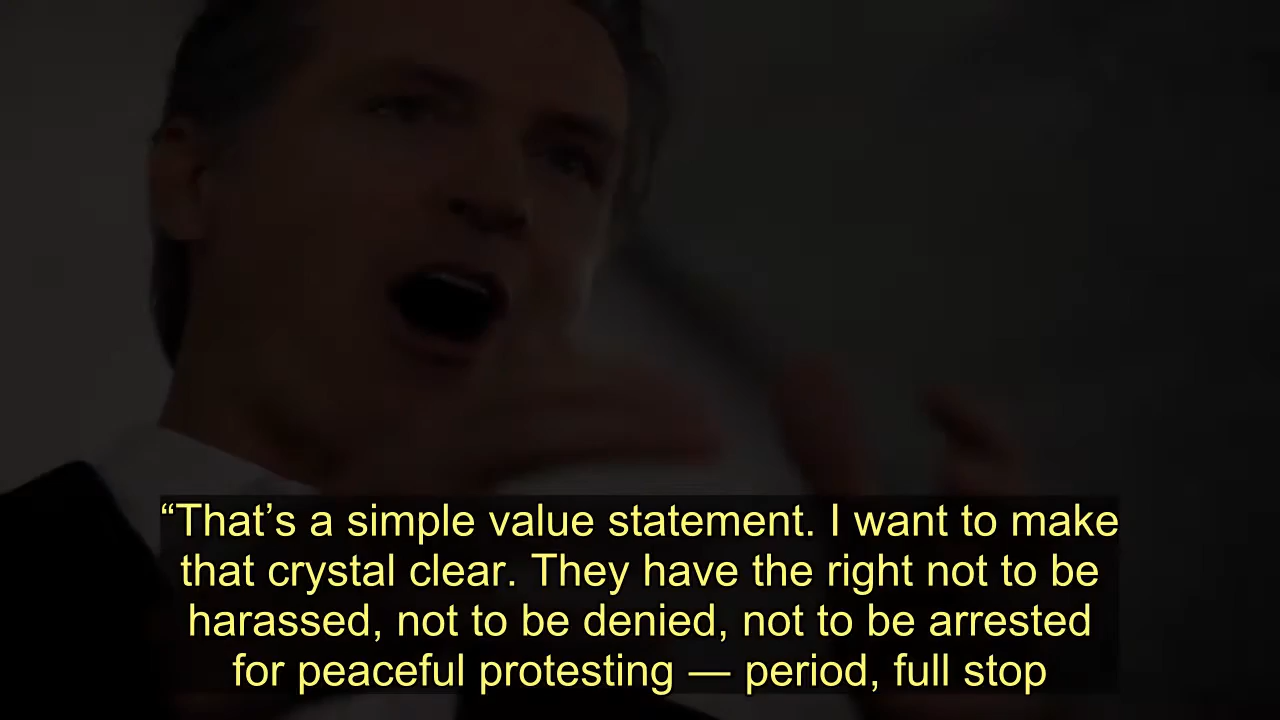 “That’s a simple value statement. I want to make
that crystal clear. They have the right not to be
harassed, not to be denied, not to be arrested
for peaceful protesting — period, full stop